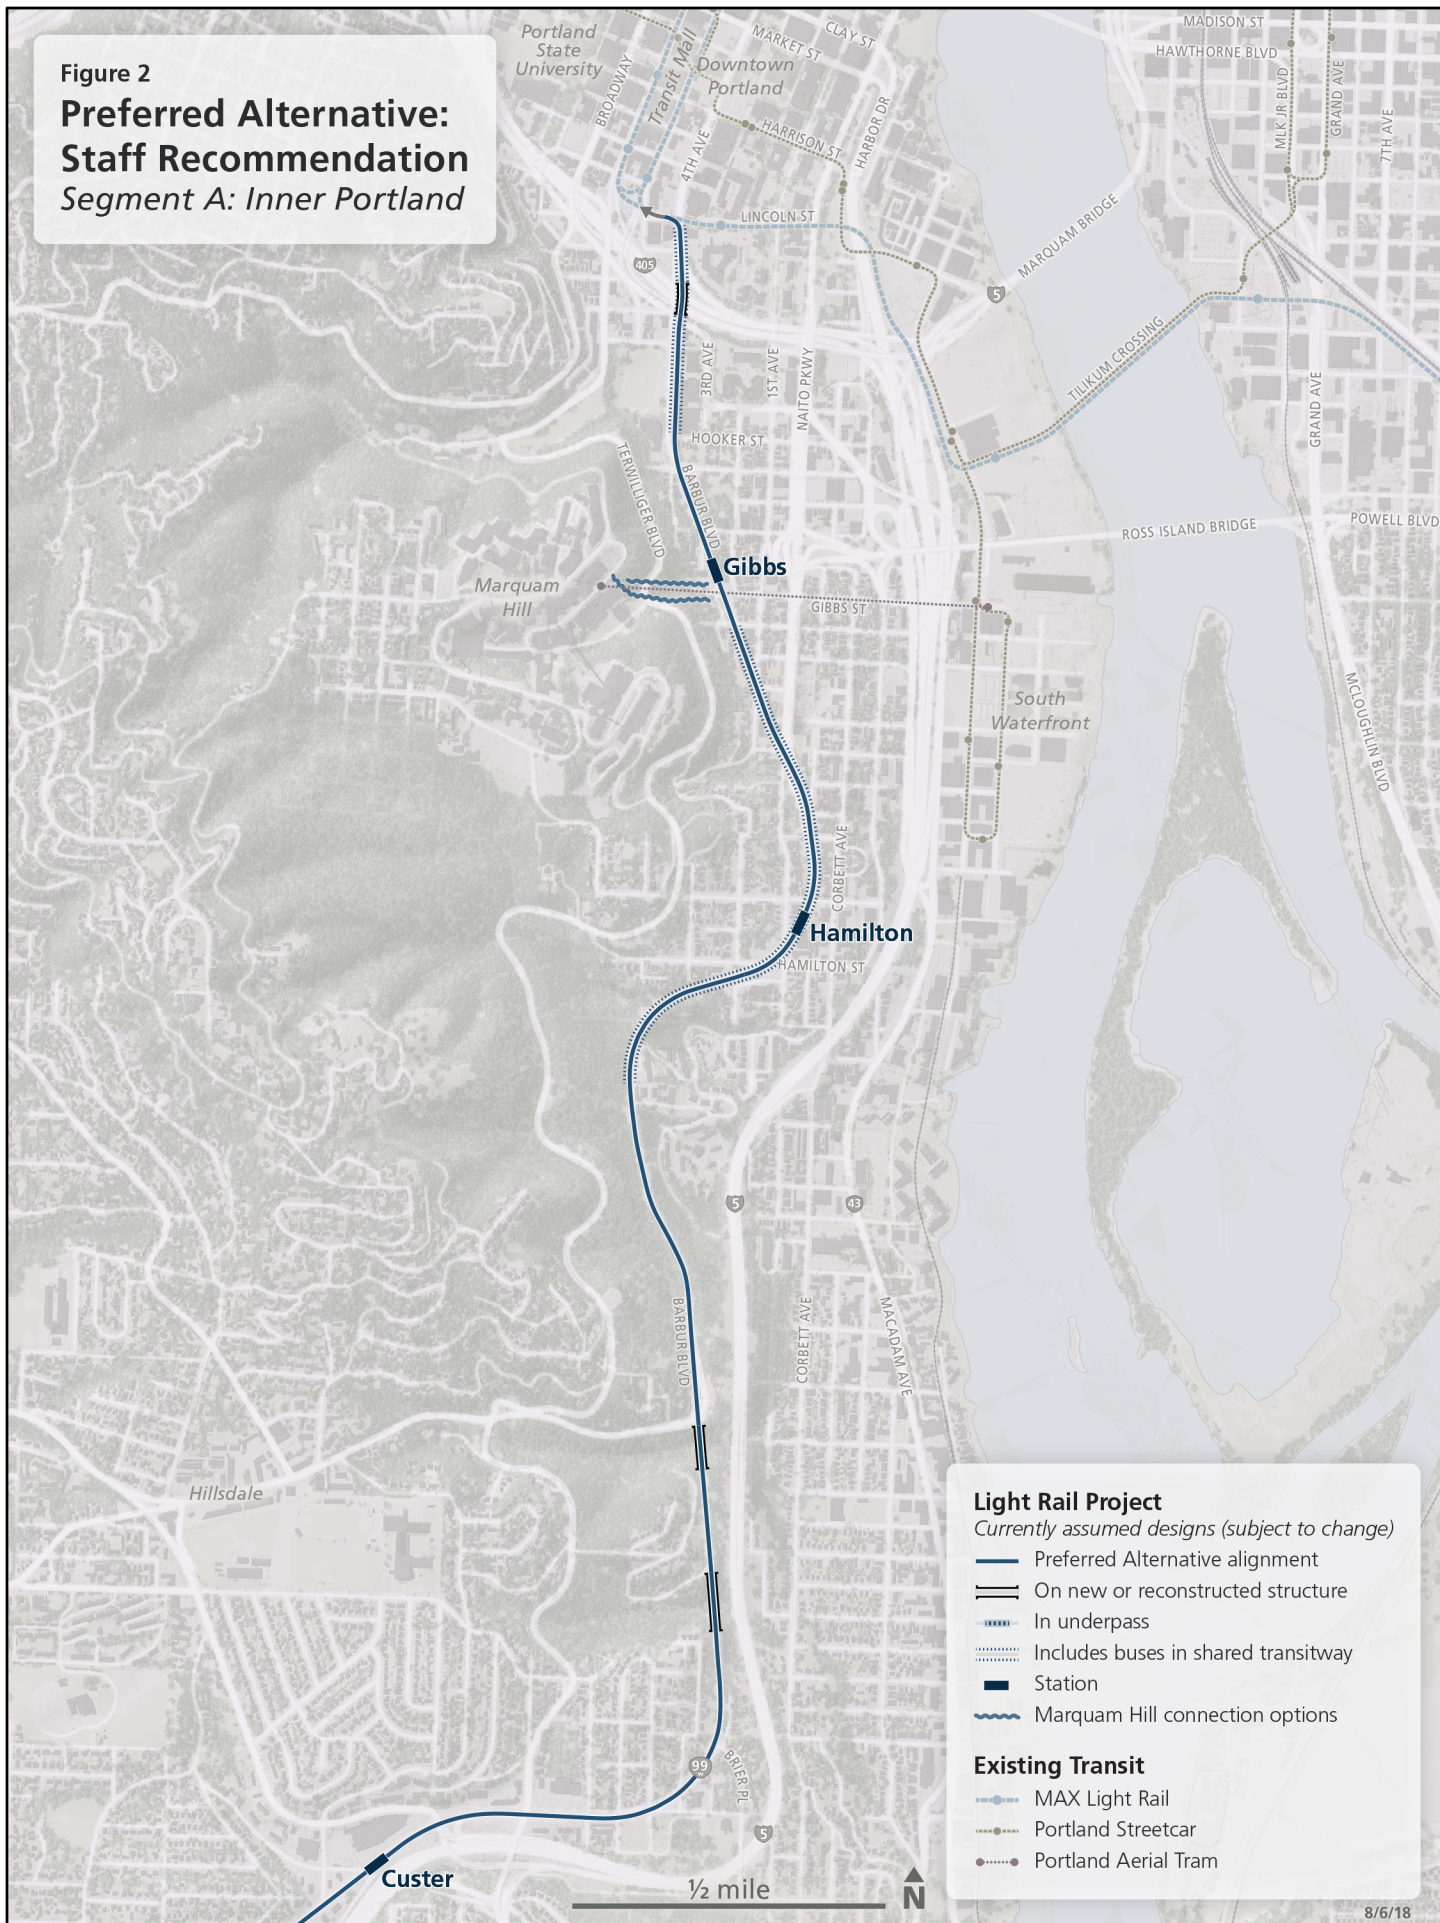 Figure 2
Preferred Alternative:
Staff Recommendation
Segment A: Inner Portland
Portland
State
University
BROADWAY
Transit Mall
Downtown
Portland
MARKET ST
CLAY ST
4TH AVE
HARRISON ST
HARBOR DR
MADISON ST
HAWTHORNE BLVD
MLK JR BLVD
GRAND AVE
7TH AVE
LINCOLN ST
MARQUAM BRIDGE
405
5
TILIKUM CROSSING
3RD AVE
1ST AVE
NAITO PKWY
GRAND AVE
HOOKER ST
TERWILLIGER BLVD
BARBUR BLVD
ROSS ISLAND BRIDGE
POWELL BLVD
Gibbs
Marquam
Hill
GIBBS ST
South
Waterfront
MCLOUGHLIN BLVD
CORBETT AVE
Hamilton
HAMILTON ST
5
43
BARBUR BLVD
CORBETT AVE
MACADAM AVE
Hillsdale
99
BRIER PL
5
Custer
½ mile
N
Light Rail Project
Currently assumed designs (subject to change)
Preferred Alternative alignment
On new or reconstructed structure
In underpass
Includes buses in shared transitway
Station
Marquam Hill connection options
Existing Transit
MAX Light Rail
Portland Streetcar
Portland Aerial Tram
8/6/18